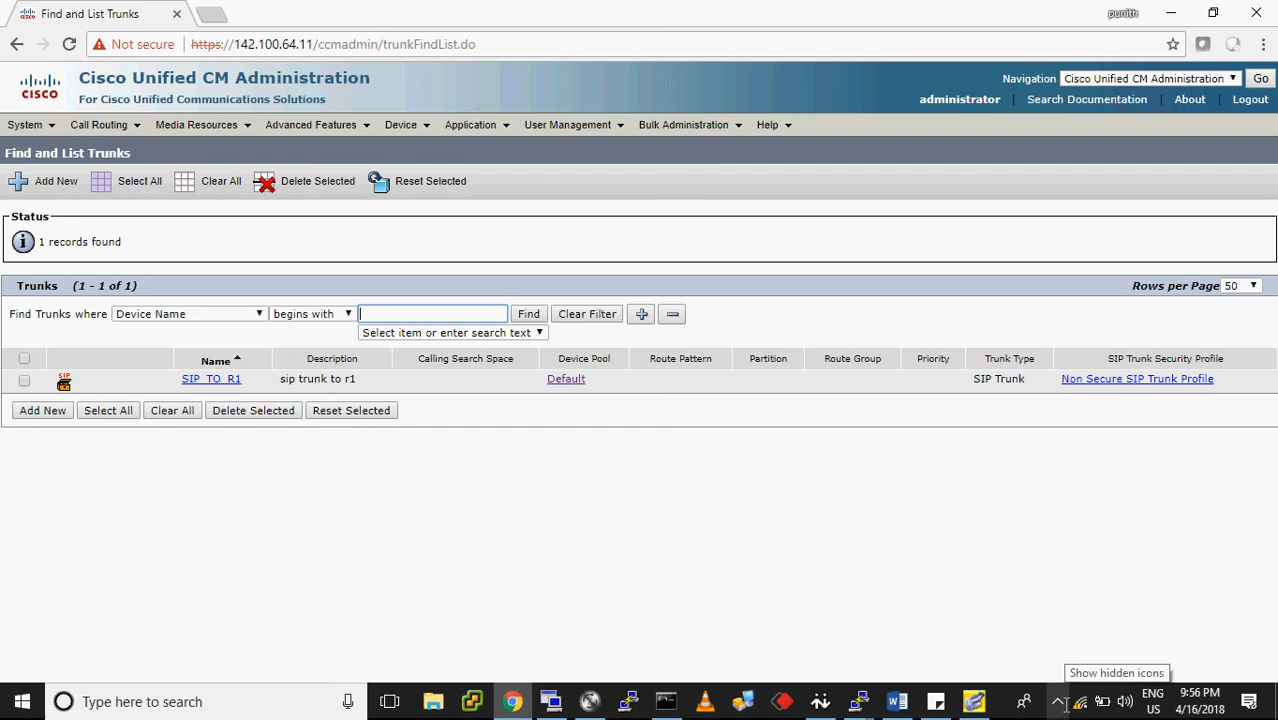 Find and List Trunks
punith
Not secure https://142.100.64.11/ccmadmin/trunkFindList.do
CISCO
Cisco Unified CM Administration
For Cisco Unified Communications Solutions
Navigation Cisco Unified CM Administration Go
administrator | Search Documentation | About | Logout
System Call Routing Media Resources Advanced Features Device Application User Management Bulk Administration Help
Find and List Trunks
Add New Select All Clear All Delete Selected Reset Selected
Status
1 records found
Trunks (1 - 1 of 1) Rows per Page 50
Find Trunks where Device Name begins with Find Clear Filter
Select item or enter search text
Name Description Calling Search Space Device Pool Route Pattern Partition Route Group Priority Trunk Type SIP Trunk Security Profile
SIP SIP_TO_R1 sip trunk to r1 Default SIP Trunk Non Secure SIP Trunk Profile
Add New Select All Clear All Delete Selected Reset Selected
Show hidden icons
Type here to search
ENG
US
9:56 PM
4/16/2018